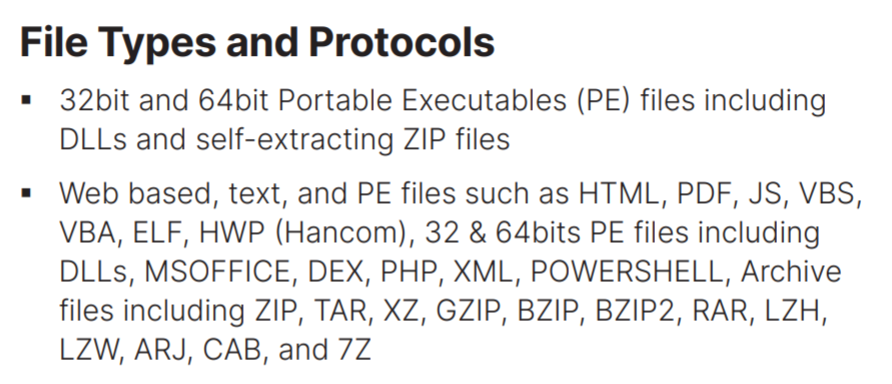 File Types and Protocols
▪ 32bit and 64bit Portable Executables (PE) files including
DLLs and self-extracting ZIP files
▪ Web based, text, and PE files such as HTML, PDF, JS, VBS,
VBA, ELF, HWP (Hancom), 32 & 64bits PE files including
DLLs, MSOFFICE, DEX, PHP, XML, POWERSHELL, Archive
files including ZIP, TAR, XZ, GZIP, BZIP, BZIP2, RAR, LZH,
LZW, ARJ, CAB, and 7Z